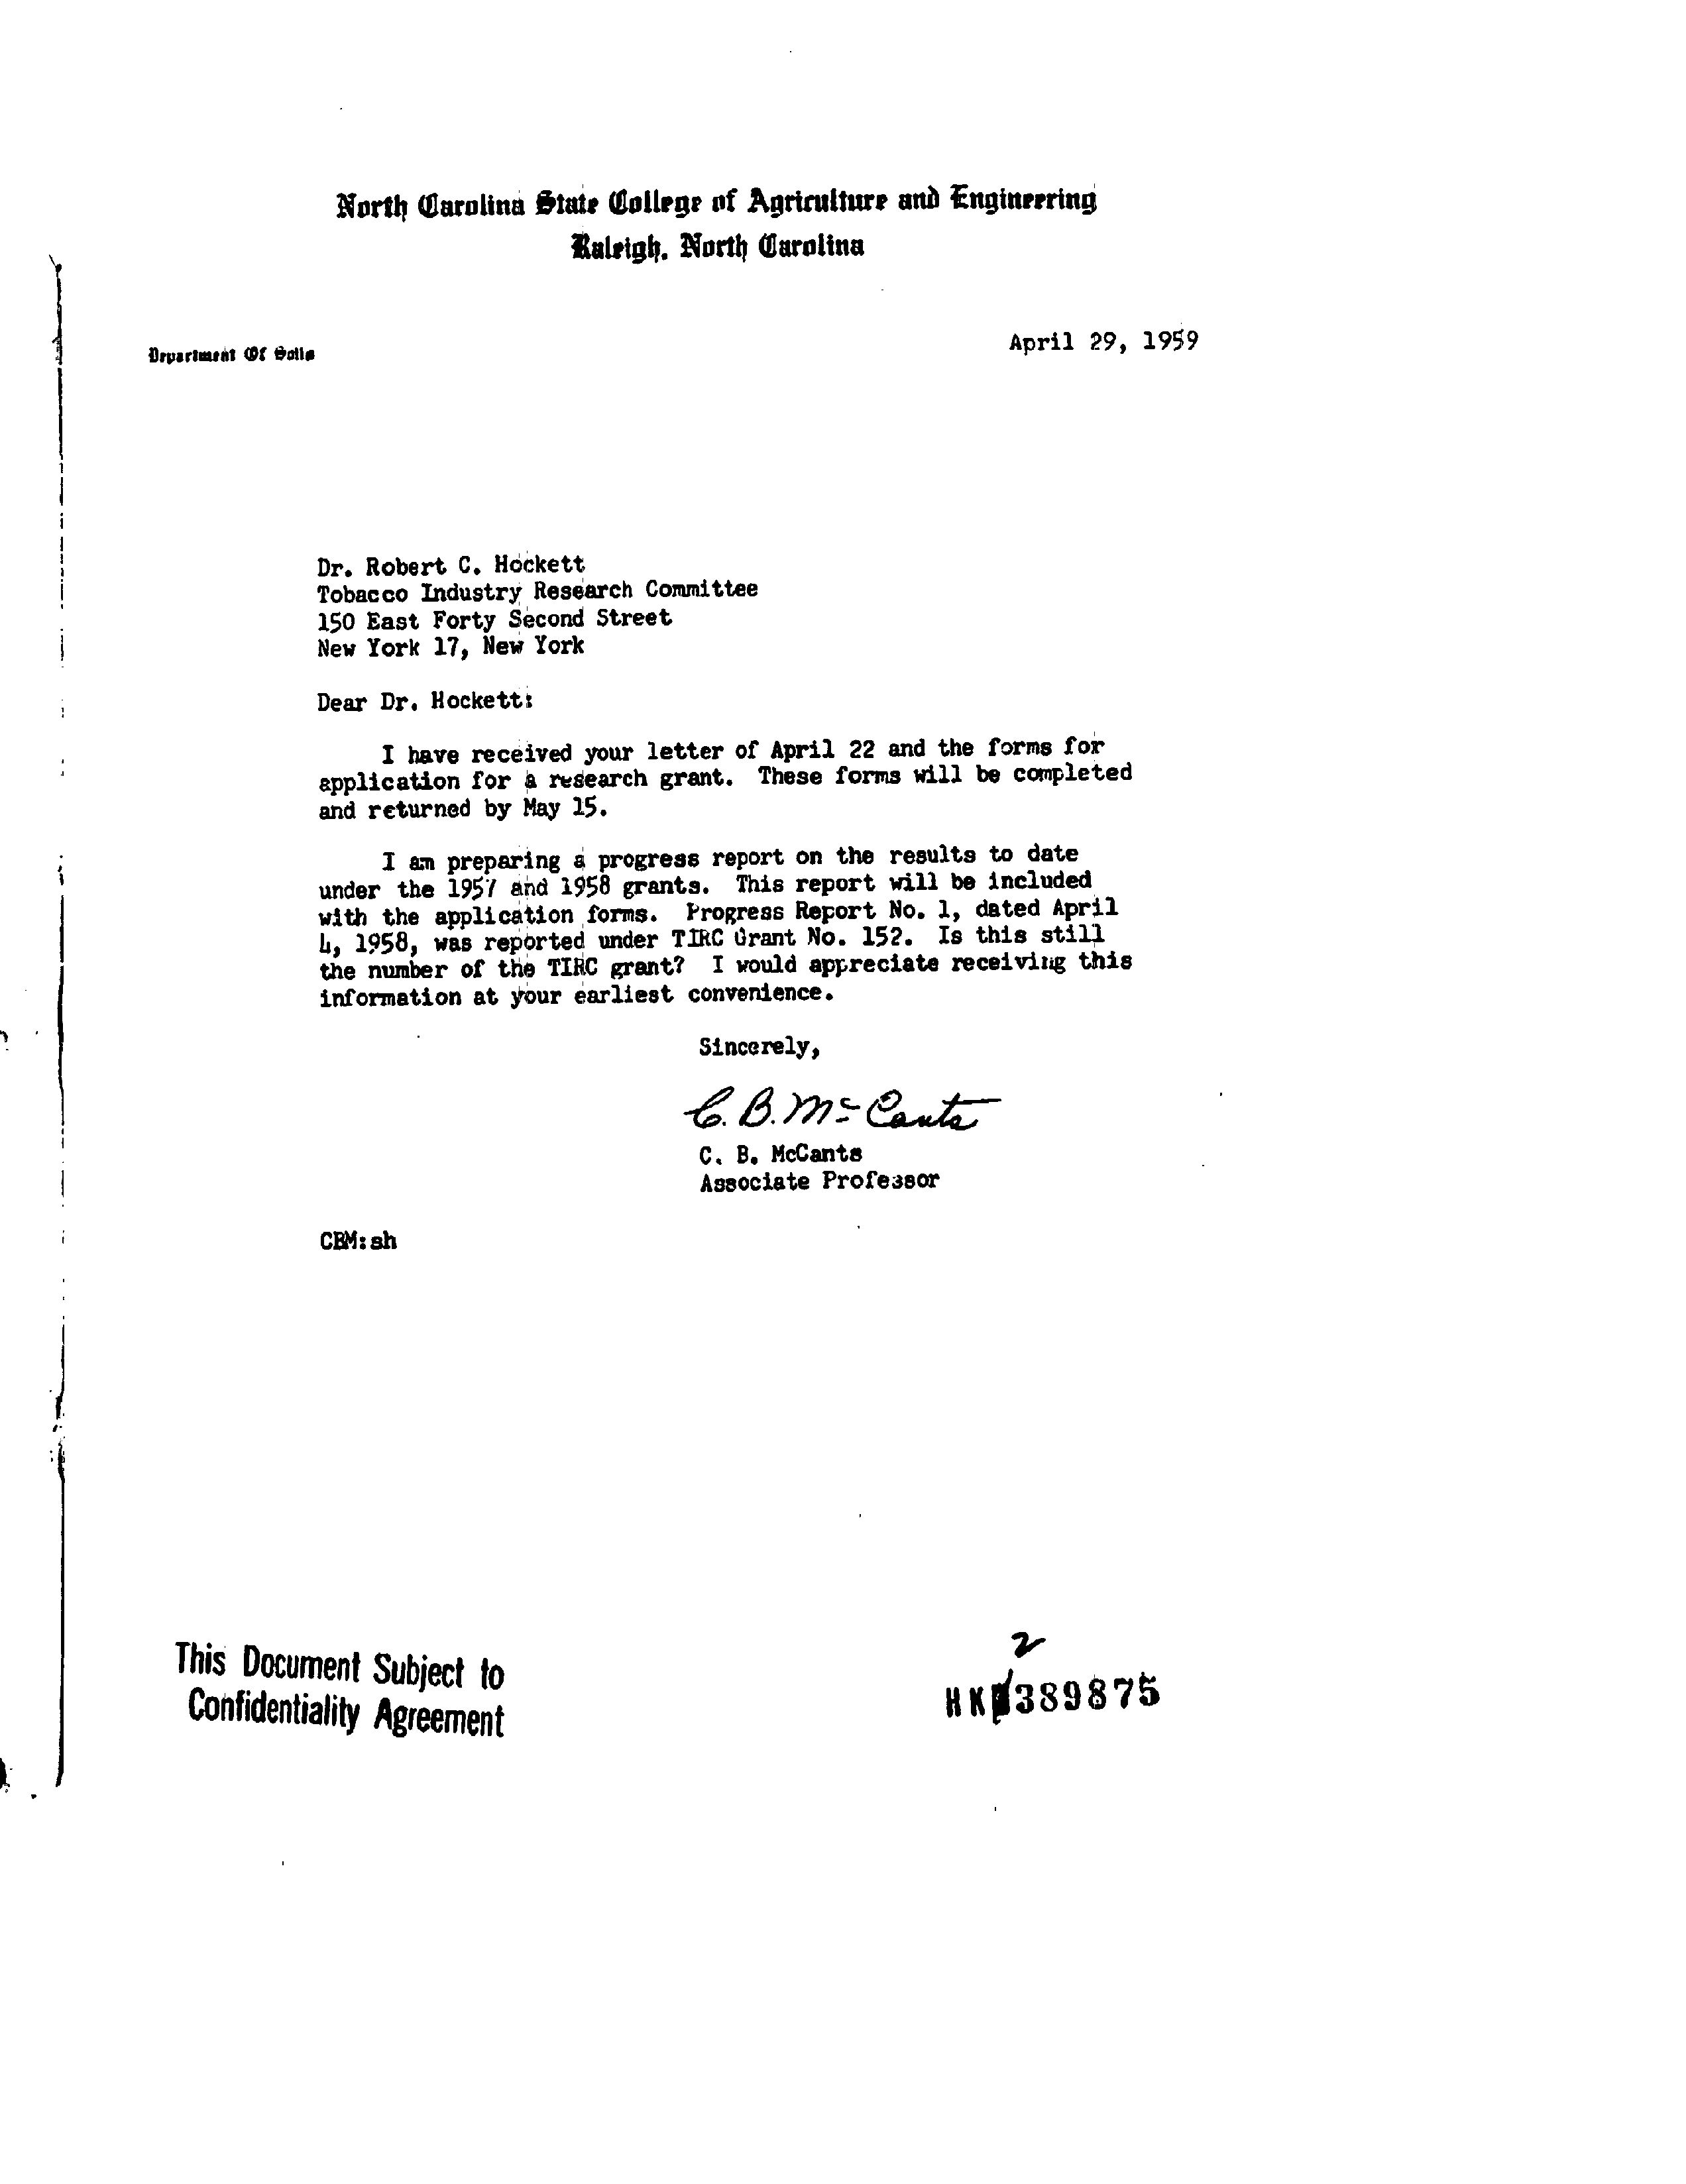 North Carolina State College of Agriculture and Engineering
Raleigh, North Carolina
Department Of Soils
April 29, 1959
Dr. Robert C. Hockett
Tobacco Industry Research Committee
150 East Forty Second Street
New York 17, New York
Dear Dr. Hockett:
I have received your letter of April 22 and the forms for
application for a research grant. These forms will be completed
and returned by May 15.
I am preparing a progress report on the results to date
under the 1957 and 1958 grants. This report will be included
with the application forms. Progress Report No. 1, dated April
4, 1958, was reported under TIRC Grant No. 152. Is this still
the number of the TIRC grant? I would appreciate receiving this
information at your earliest convenience.
Sincerely,
C. B. McCants
C. B. McCants
Associate Professor
CBM:sh
This Document Subject to
Confidentiality Agreement
2
HK 389875